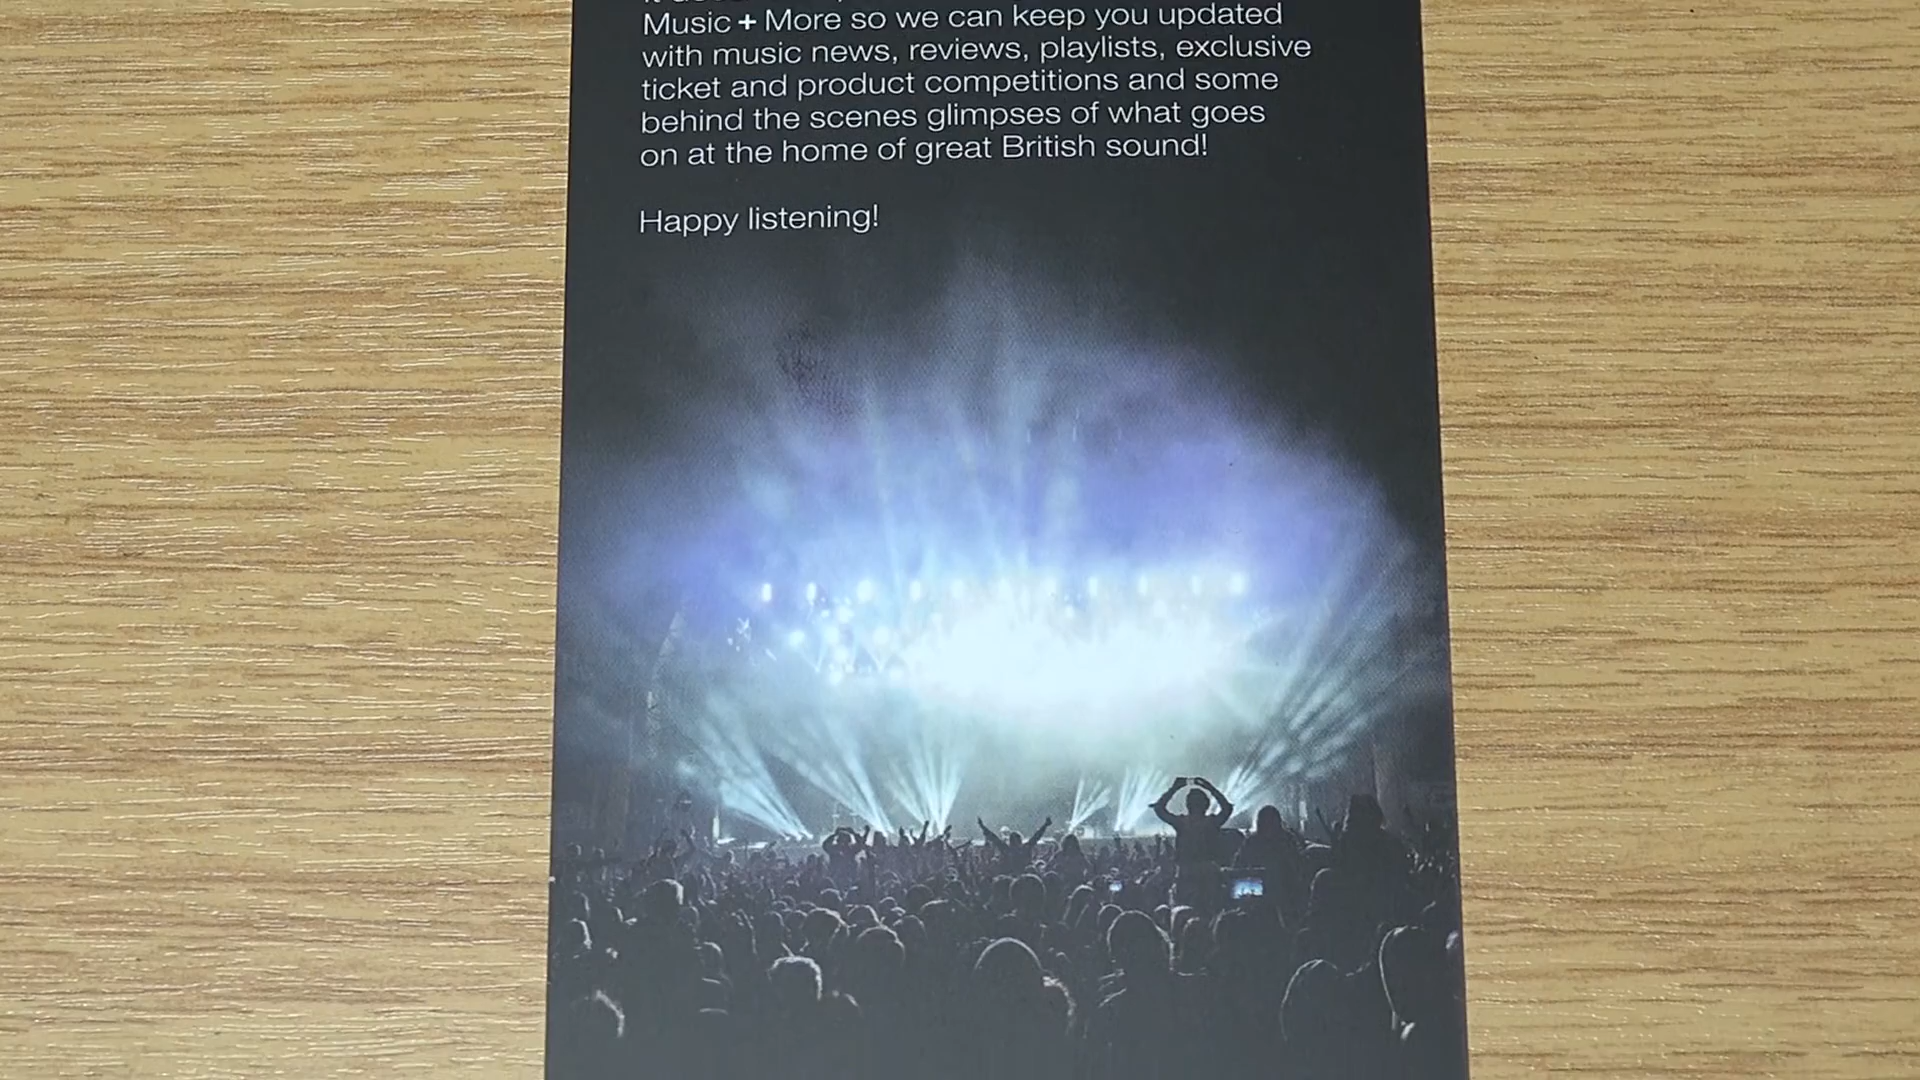 Music + More so we can keep you updated
with music news, reviews, playlists, exclusive
ticket and product competitions and some
behind the scenes glimpses of what goes
on at the home of great British sound!
Happy listening!